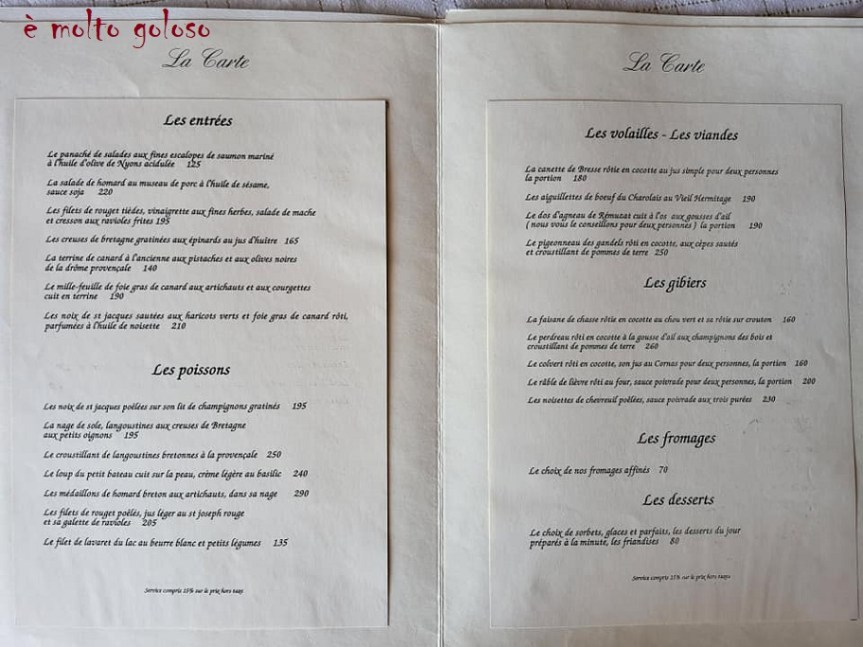 è molto goloso
La Carte
Les entrées
Le panaché de salades aux fines escalopes de saumon mariné
à l'huile d'olive de Nyons acidulée 125
La salade de homard au museau de porc à l'huile de sésame,
sauce soja 220
Les filets de rouget tièdes, vinaigrette aux fines herbes, salade de mache
et cresson aux ravioles frites 195
Les creuses de bretagne gratinées aux épinards au jus d'huitre 165
La terrine de canard à l'ancienne aux pistaches et aux olives noires
de la drôme provençale 140
Le mille-feuille de foie gras de canard aux artichauts et aux courgettes
cuit en terrine 190
Les noix de st jacques sautées aux haricots verts et foie gras de canard rôti,
parfumées à l'huile de noisette 210
Les poissons
Les noix de st jacques poêlées sur son lit de champignons gratinés 195
La nage de sole, langoustines aux creuses de Bretagne
aux petits oignons 195
Le croustillant de langoustines bretonnes à la provençale 250
Le loup du petit bateau cuit sur la peau, crème légère au basilic 240
Les médaillons de homard breton aux artichauts, dans sa nage 290
Les filets de rouget poêlés, jus léger au st joseph rouge
et sa galette de ravioles 205
Le filet de lavaret du lac au beurre blanc et petits légumes 135
Service compris 15% sur le prix hors taxes
La Carte
Les volailles - Les viandes
La canette de Bresse rôtie en cocotte au jus simple pour deux personnes
la portion 180
Les aiguillettes de boeuf du Charolais au Vieil Hermitage 190
Le dos d'agneau de Rémuzat cuit à l'os aux gousses d'ail
( nous vous le conseillons pour deux personnes ) la portion 190
Le pigeonneau des gandels rôti en cocotte, aux cèpes sautés
et croustillant de pommes de terre 250
Les gibiers
La faisane de chasse rôtie en cocotte au chou vert et sa rôtie sur crouton 160
Le perdreau rôti en cocotte à la gousse d'ail aux champignons des bois et
croustillant de pommes de terre 260
Le colvert rôti en cocotte, son jus au Cornas pour deux personnes, la portion 160
Le râble de lièvre rôti au four, sauce poivrade pour deux personnes, la portion 200
Les noisettes de chevreuil poêlées, sauce poivrade aux trois purées 230
Les fromages
Le choix de nos fromages affinés 70
Les desserts
Le choix de sorbets, glaces et parfaits, les desserts du jour
préparés à la minute, les friandises 80
Service compris 15% sur le prix hors taxes